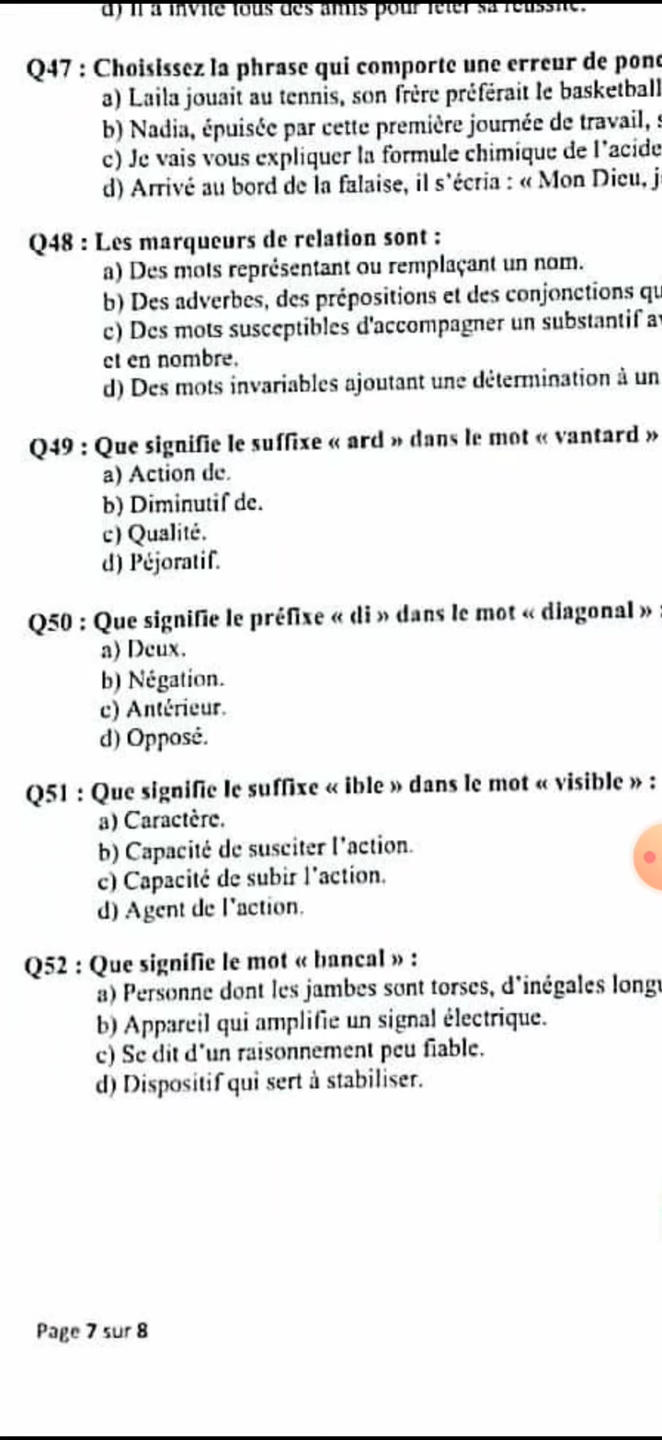 d) Il a invité tous des amis pour fêter sa réussite.
Q47 : Choisissez la phrase qui comporte une erreur de ponc
a) Laila jouait au tennis, son frère préférait le basketball
b) Nadia, épuisée par cette première journée de travail, s
c) Je vais vous expliquer la formule chimique de l'acide
d) Arrivé au bord de la falaise, il s'écria : « Mon Dieu, j
Q48 : Les marqueurs de relation sont :
a) Des mots représentant ou remplaçant un nom.
b) Des adverbes, des prépositions et des conjonctions qu
c) Des mots susceptibles d'accompagner un substantif av
et en nombre.
d) Des mots invariables ajoutant une détermination à un
Q49 : Que signifie le suffixe « ard » dans le mot « vantard »
a) Action de.
b) Diminutif de.
c) Qualité.
d) Péjoratif.
Q50 : Que signifie le préfixe « di » dans le mot « diagonal » :
a) Deux.
b) Négation.
c) Antérieur.
d) Opposé.
Q51 : Que signifie le suffixe « ible » dans le mot « visible » :
a) Caractère.
b) Capacité de susciter l'action.
c) Capacité de subir l'action.
d) Agent de l'action.
Q52 : Que signifie le mot « bancal » :
a) Personne dont les jambes sont torses, d'inégales longu
b) Appareil qui amplifie un signal électrique.
c) Se dit d'un raisonnement peu fiable.
d) Dispositif qui sert à stabiliser.
Page 7 sur 8